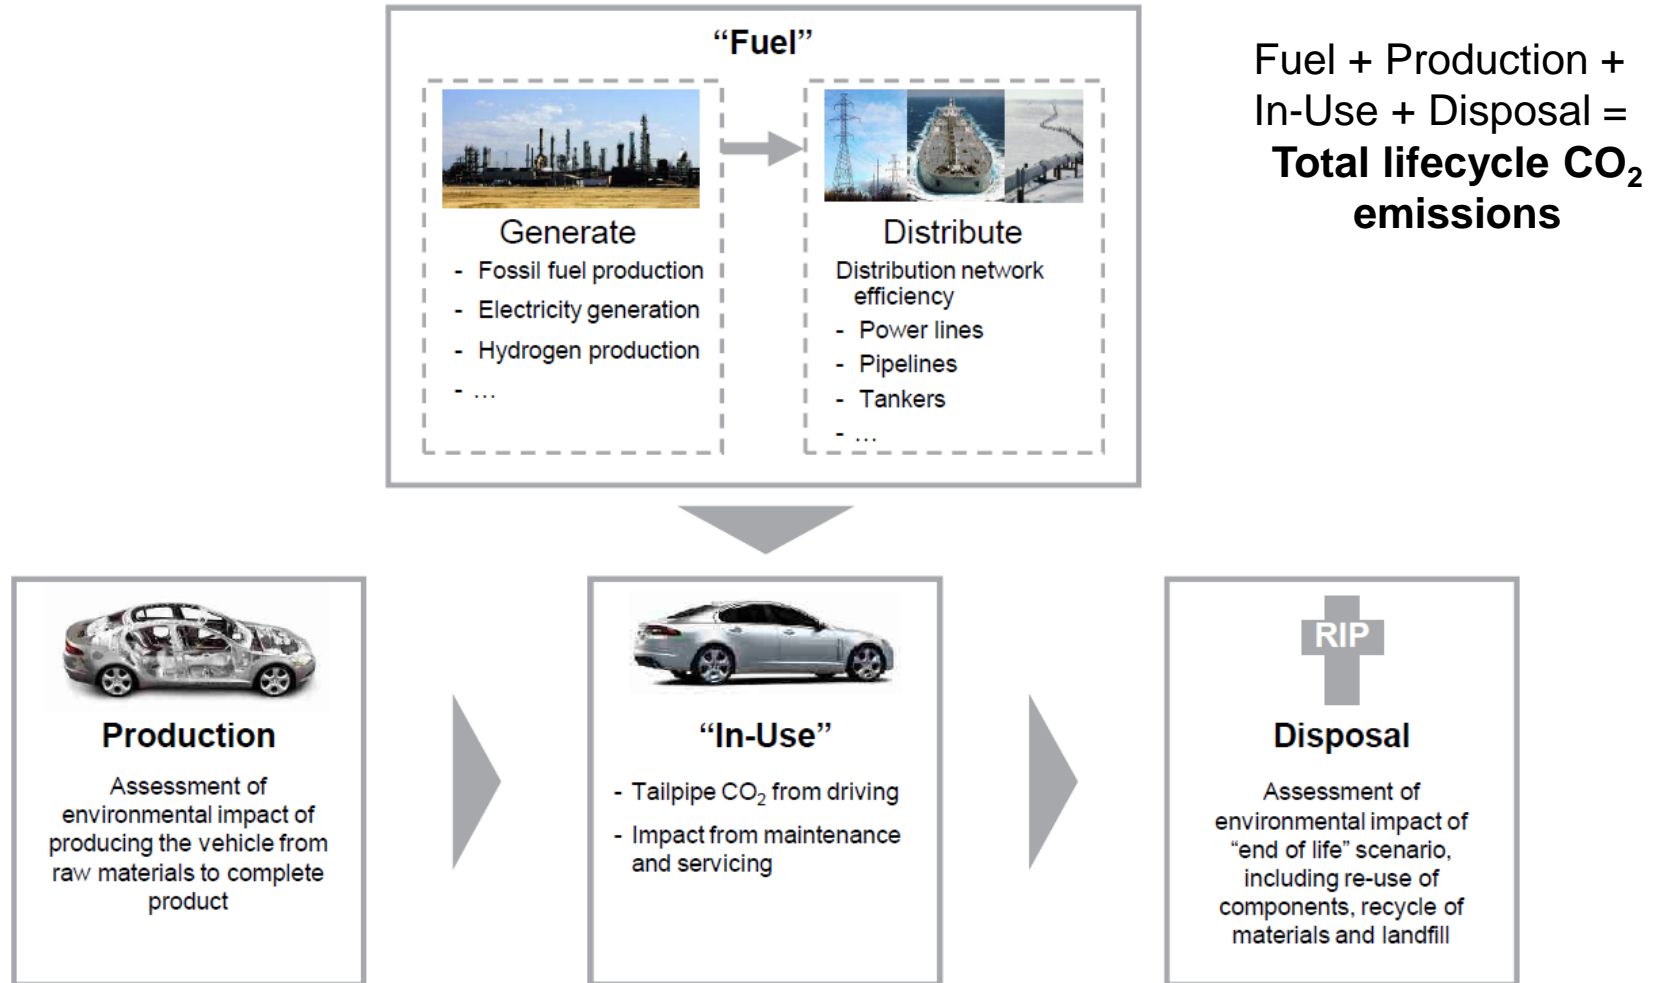 “Fuel”
Generate
- Fossil fuel production
- Electricity generation
- Hydrogen production
- …
Distribute
Distribution network
efficiency
- Power lines
- Pipelines
- Tankers
- …
Fuel + Production +
In-Use + Disposal =
Total lifecycle CO₂
emissions
Production
Assessment of
environmental impact of
producing the vehicle from
raw materials to complete
product
“In-Use”
- Tailpipe CO₂ from driving
- Impact from maintenance
and servicing
RIP
Disposal
Assessment of
environmental impact of
“end of life” scenario,
including re-use of
components, recycle of
materials and landfill